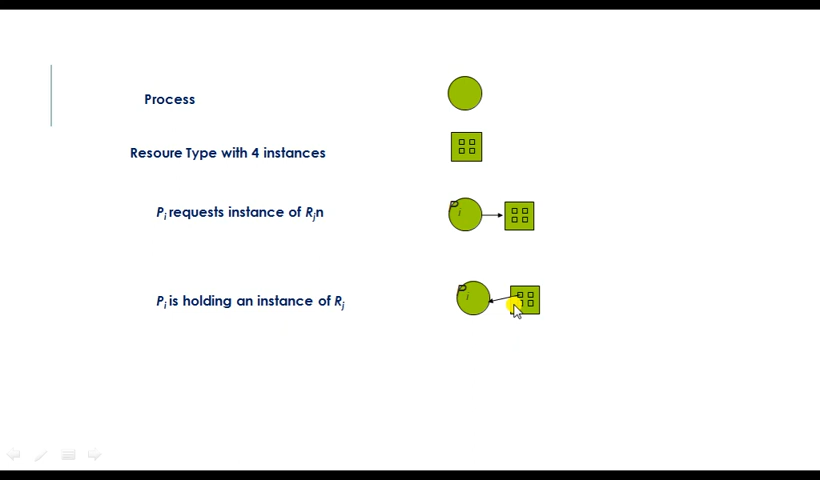 Process
Resoure Type with 4 instances
Pi requests instance of Rjn
P
i
Pi is holding an instance of Rj
P
i